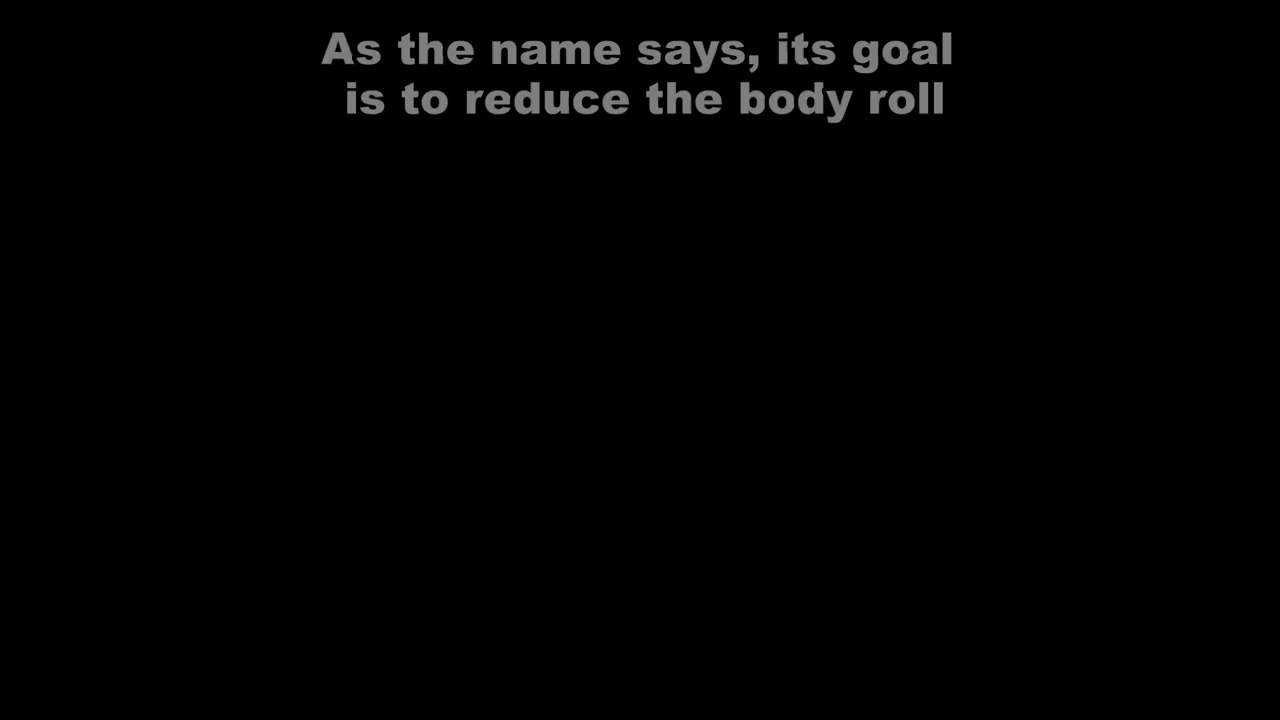 As the name says, its goal
is to reduce the body roll